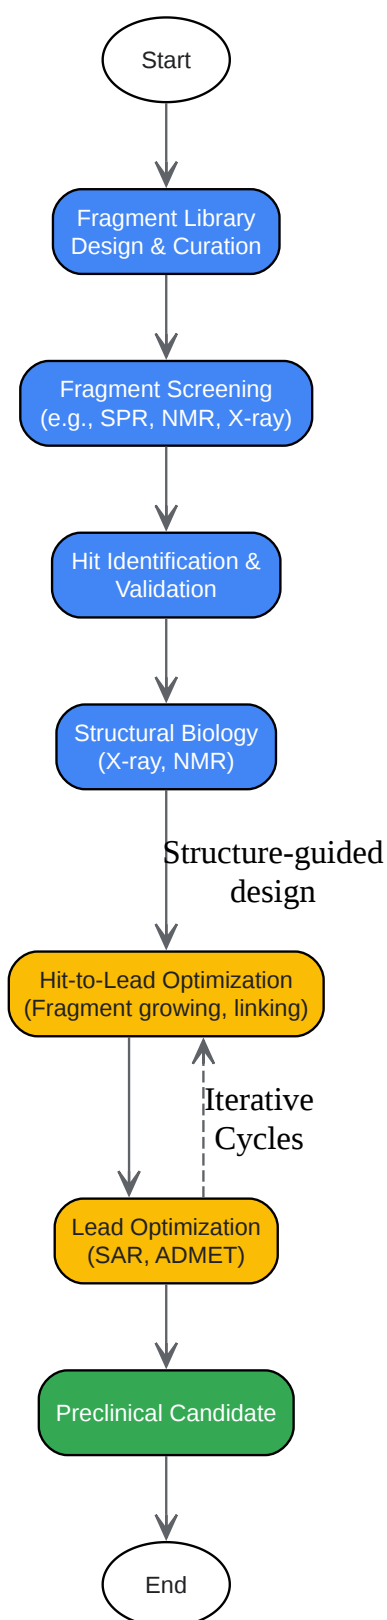 Start
Fragment Library
Design & Curation
Fragment Screening
(e.g., SPR, NMR, X-ray)
Hit Identification &
Validation
Structural Biology
(X-ray, NMR)
Structure-guided
design
Hit-to-Lead Optimization
(Fragment growing, linking)
Iterative
Cycles
Lead Optimization
(SAR, ADMET)
Preclinical Candidate
End